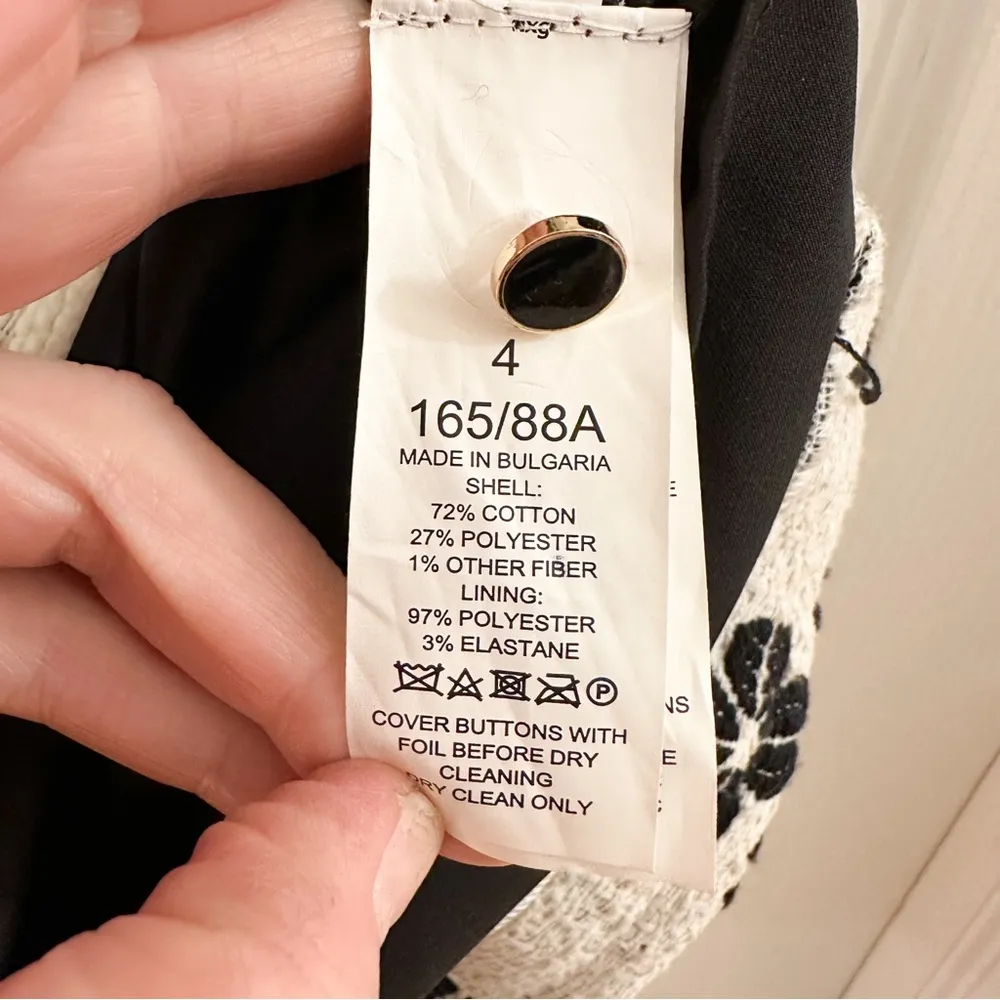 4
165/88A
MADE IN BULGARIA
SHELL:
72% COTTON
27% POLYESTER
1% OTHER FIBER
LINING:
97% POLYESTER
3% ELASTANE
P
COVER BUTTONS WITH
FOIL BEFORE DRY
CLEANING
DRY CLEAN ONLY
E
NS
E